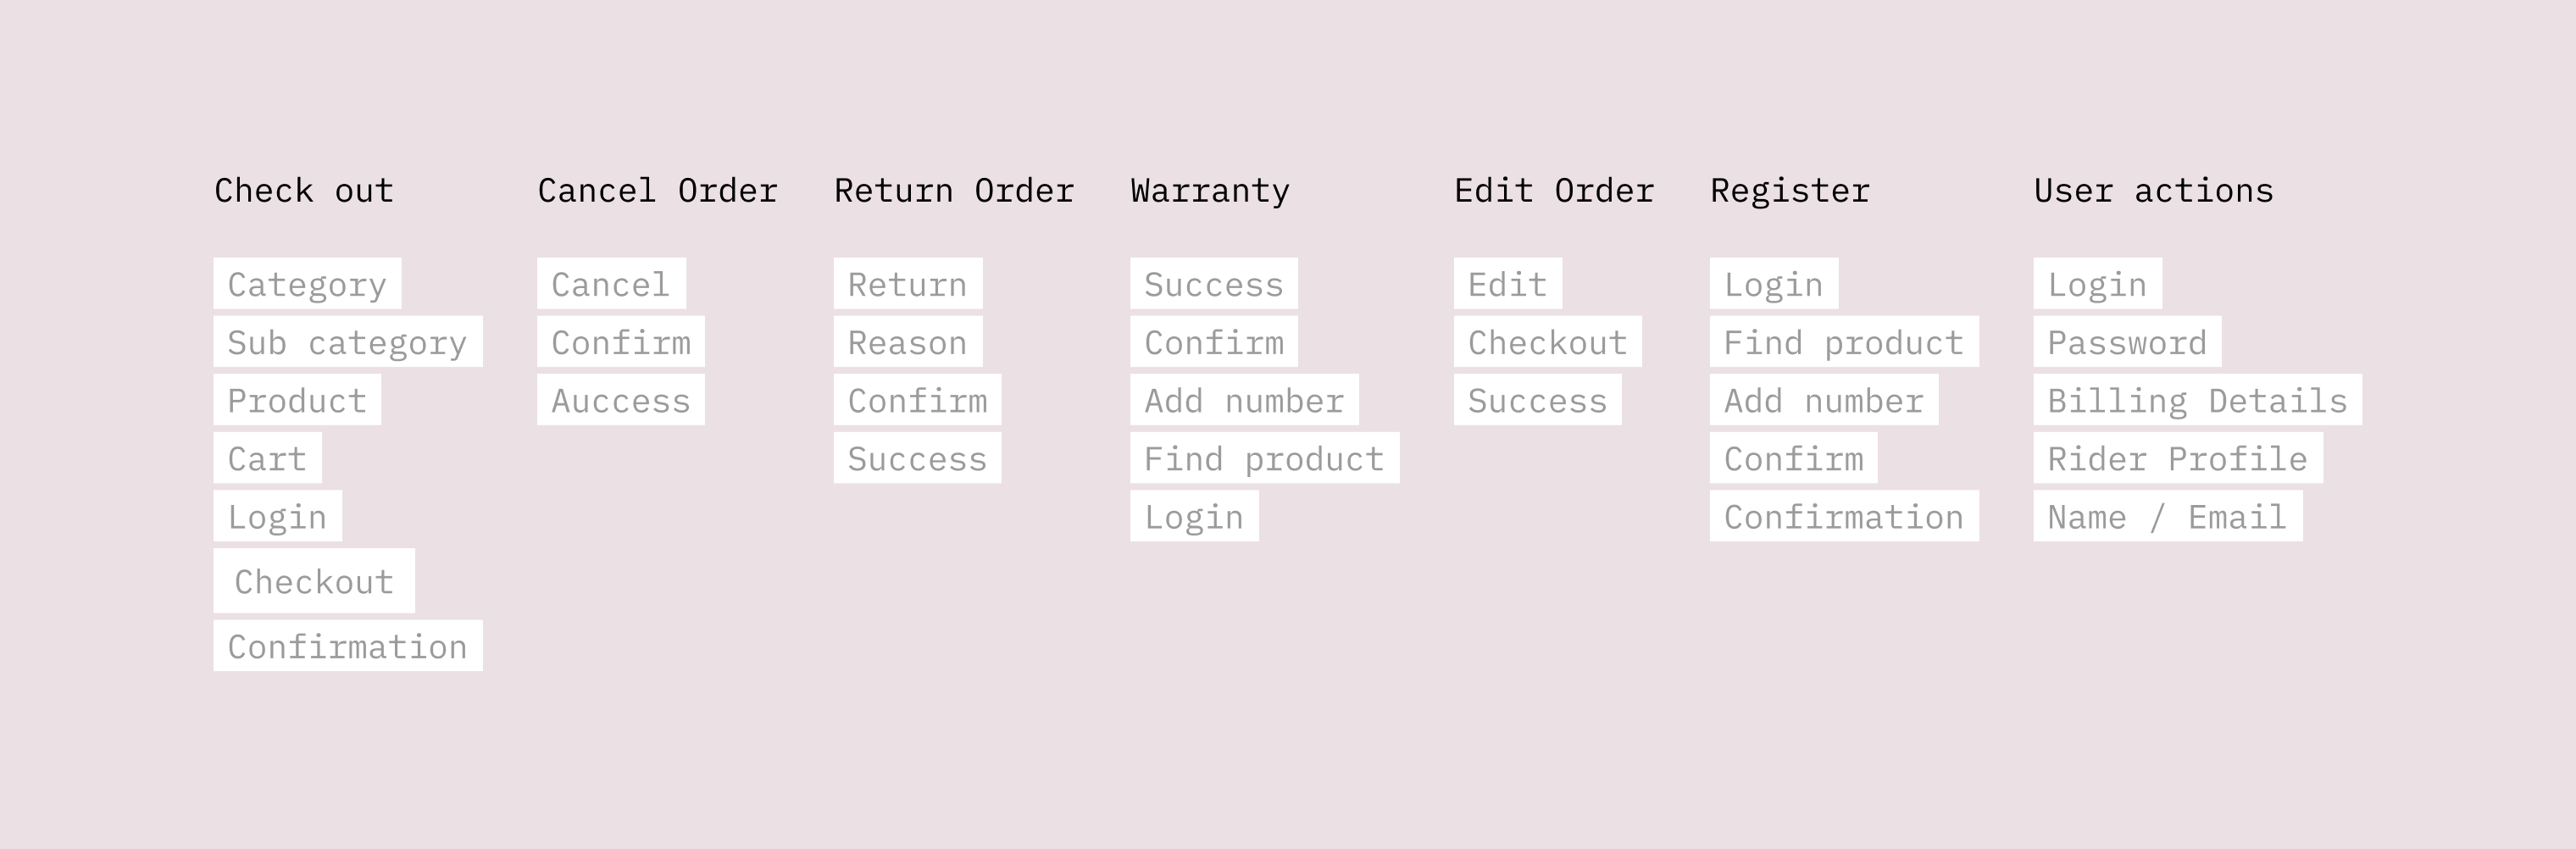 Check out
Category
Sub category
Product
Cart
Login
Checkout
Confirmation
Cancel Order
Cancel
Confirm
Auccess
Return Order
Return
Reason
Confirm
Success
Warranty
Success
Confirm
Add number
Find product
Login
Edit Order
Edit
Checkout
Success
Register
Login
Find product
Add number
Confirm
Confirmation
User actions
Login
Password
Billing Details
Rider Profile
Name / Email